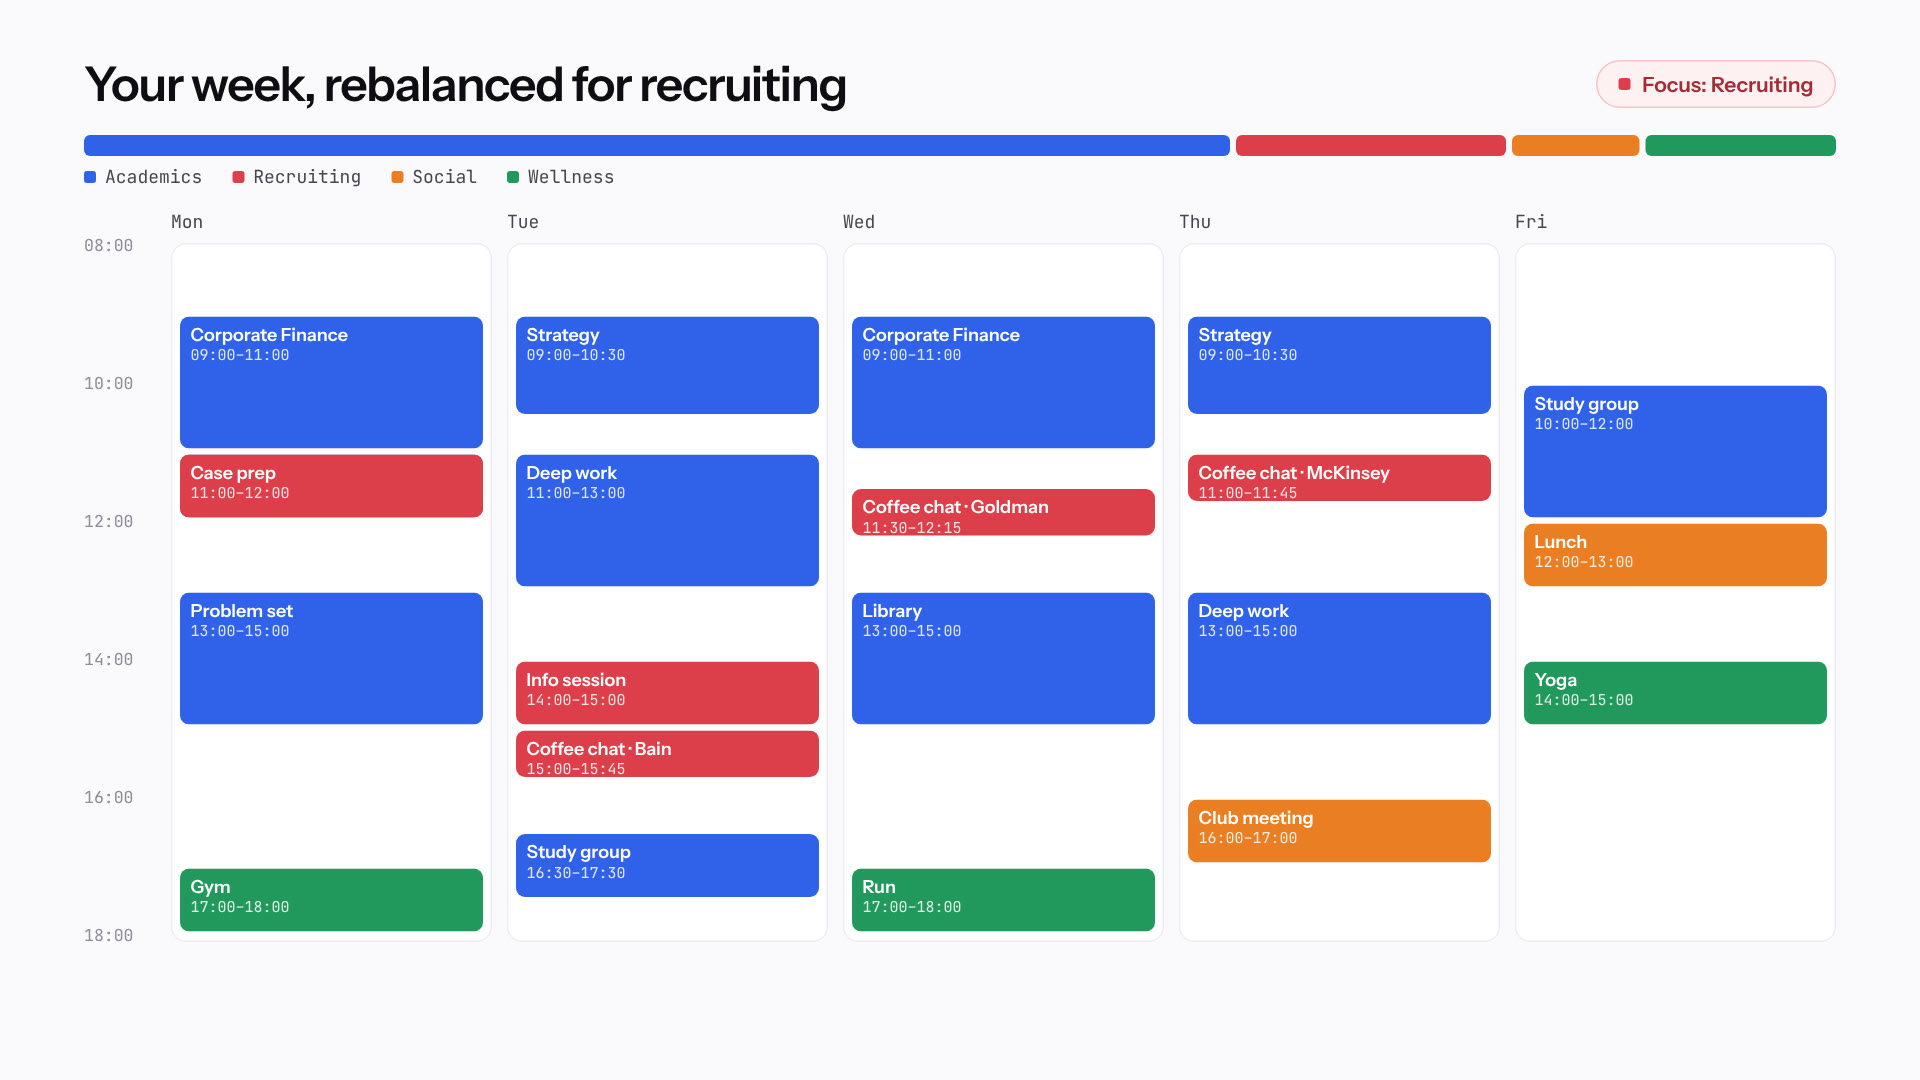 Your week, rebalanced for recruiting
Focus: Recruiting
Academics
Recruiting
Social
Wellness
Mon
Tue
Wed
Thu
Fri
08:00
10:00
12:00
14:00
16:00
18:00
Corporate Finance
09:00–11:00
Case prep
11:00–12:00
Problem set
13:00–15:00
Gym
17:00–18:00
Strategy
09:00–10:30
Deep work
11:00–13:00
Info session
14:00–15:00
Coffee chat · Bain
15:00–15:45
Study group
16:30–17:30
Corporate Finance
09:00–11:00
Coffee chat · Goldman
11:30–12:15
Library
13:00–15:00
Run
17:00–18:00
Strategy
09:00–10:30
Coffee chat · McKinsey
11:00–11:45
Deep work
13:00–15:00
Club meeting
16:00–17:00
Study group
10:00–12:00
Lunch
12:00–13:00
Yoga
14:00–15:00